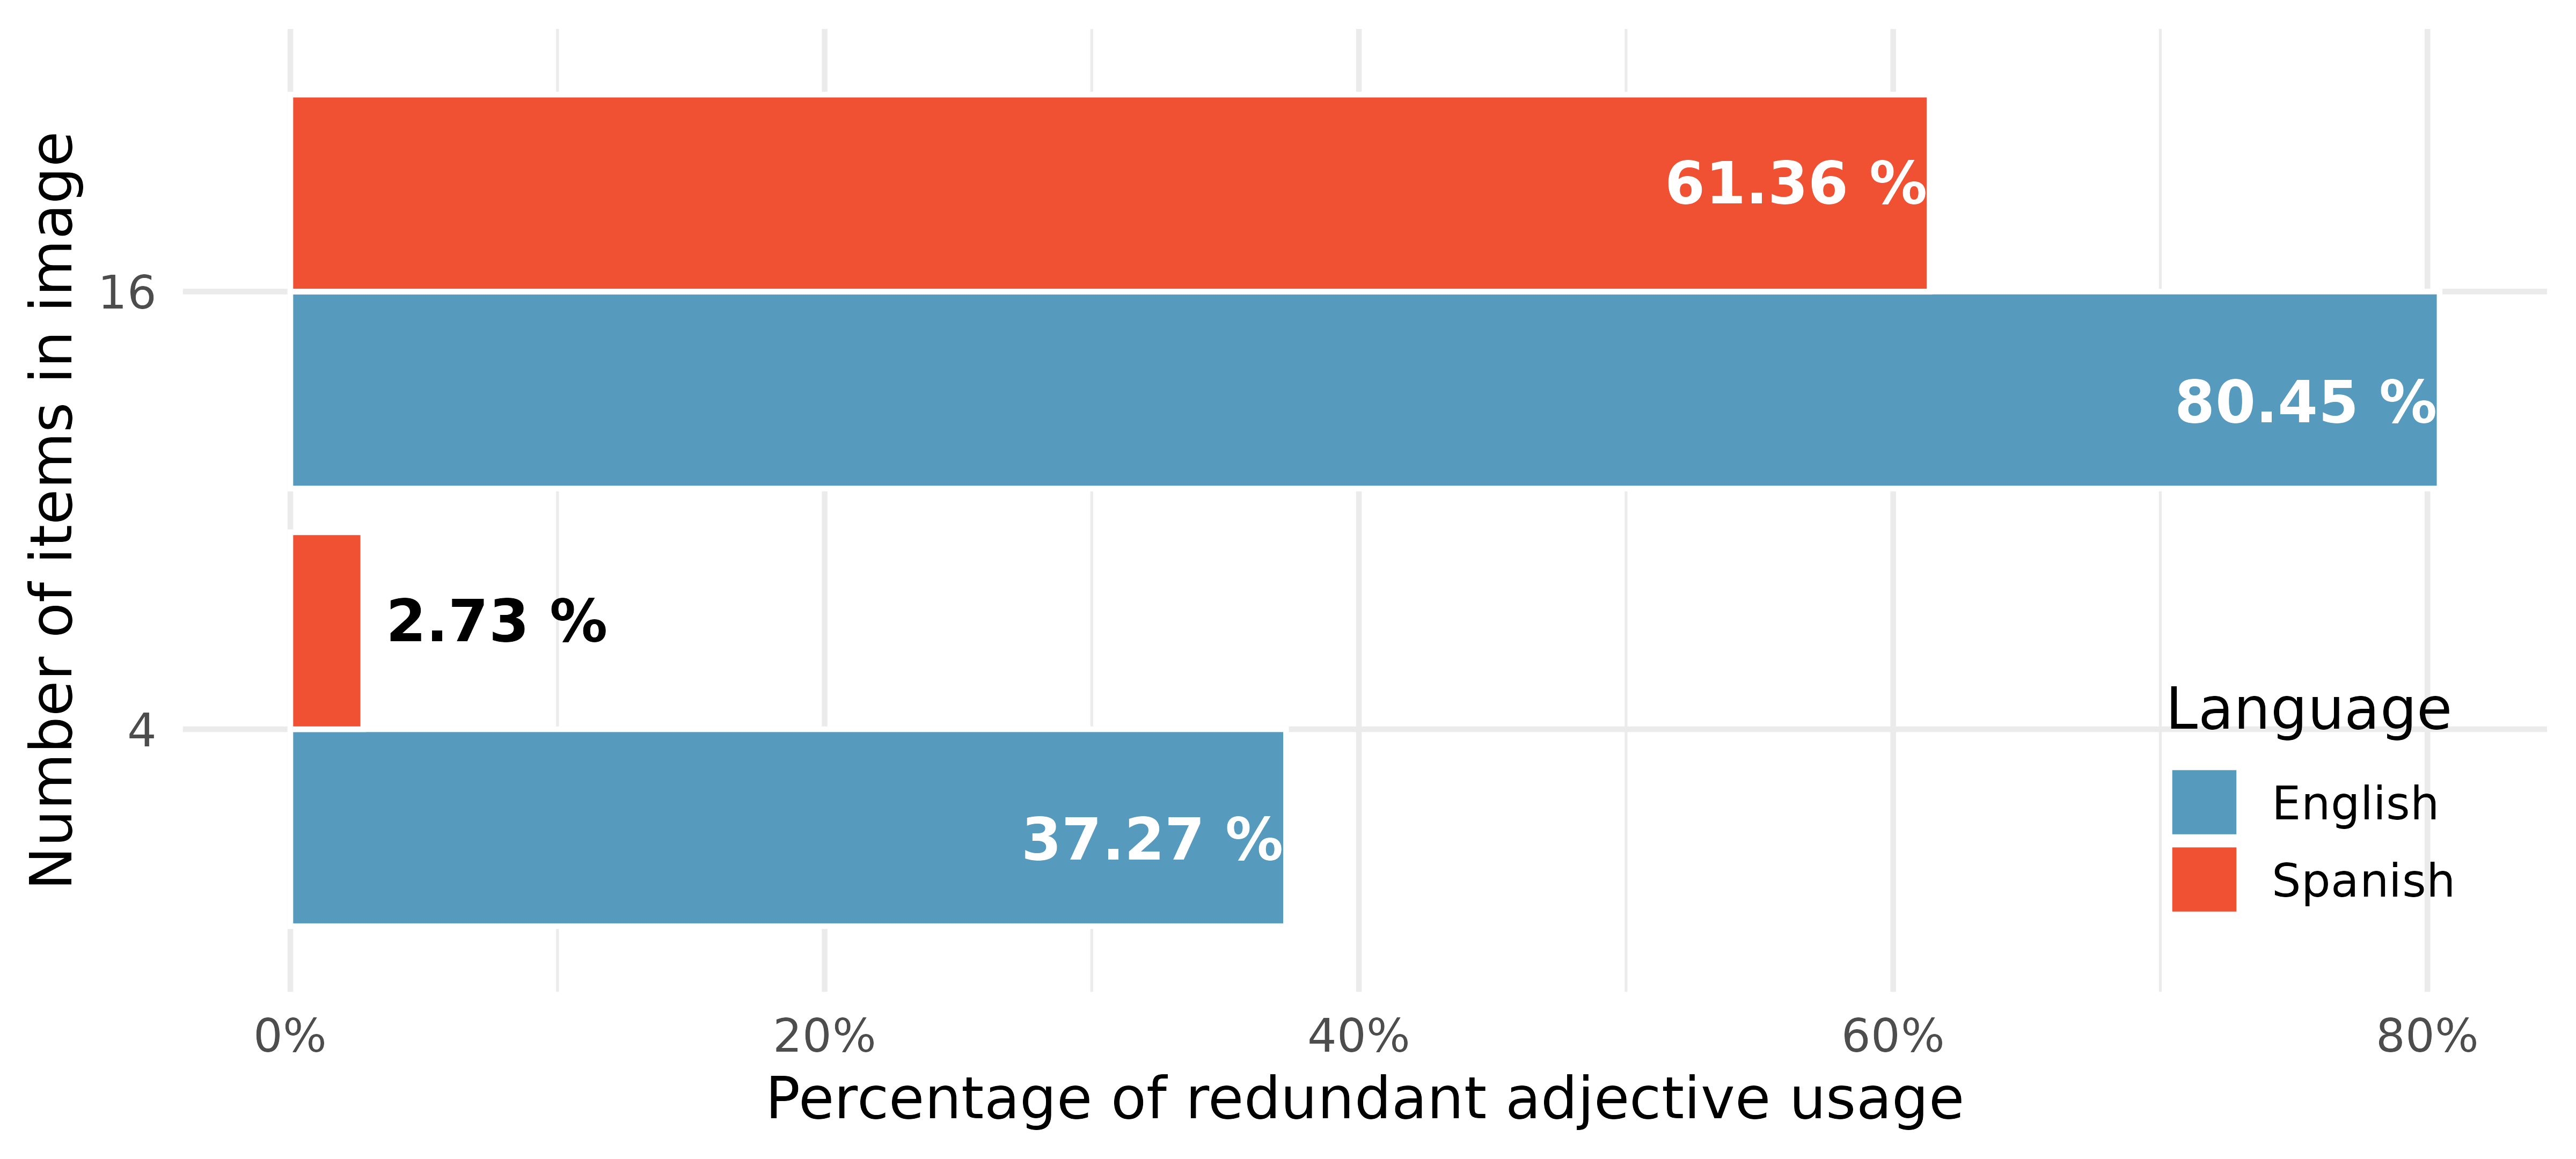 Number of items in image
16
4
61.36 %
80.45 %
2.73 %
37.27 %
Language
English
Spanish
0% 20% 40% 60% 80%
Percentage of redundant adjective usage